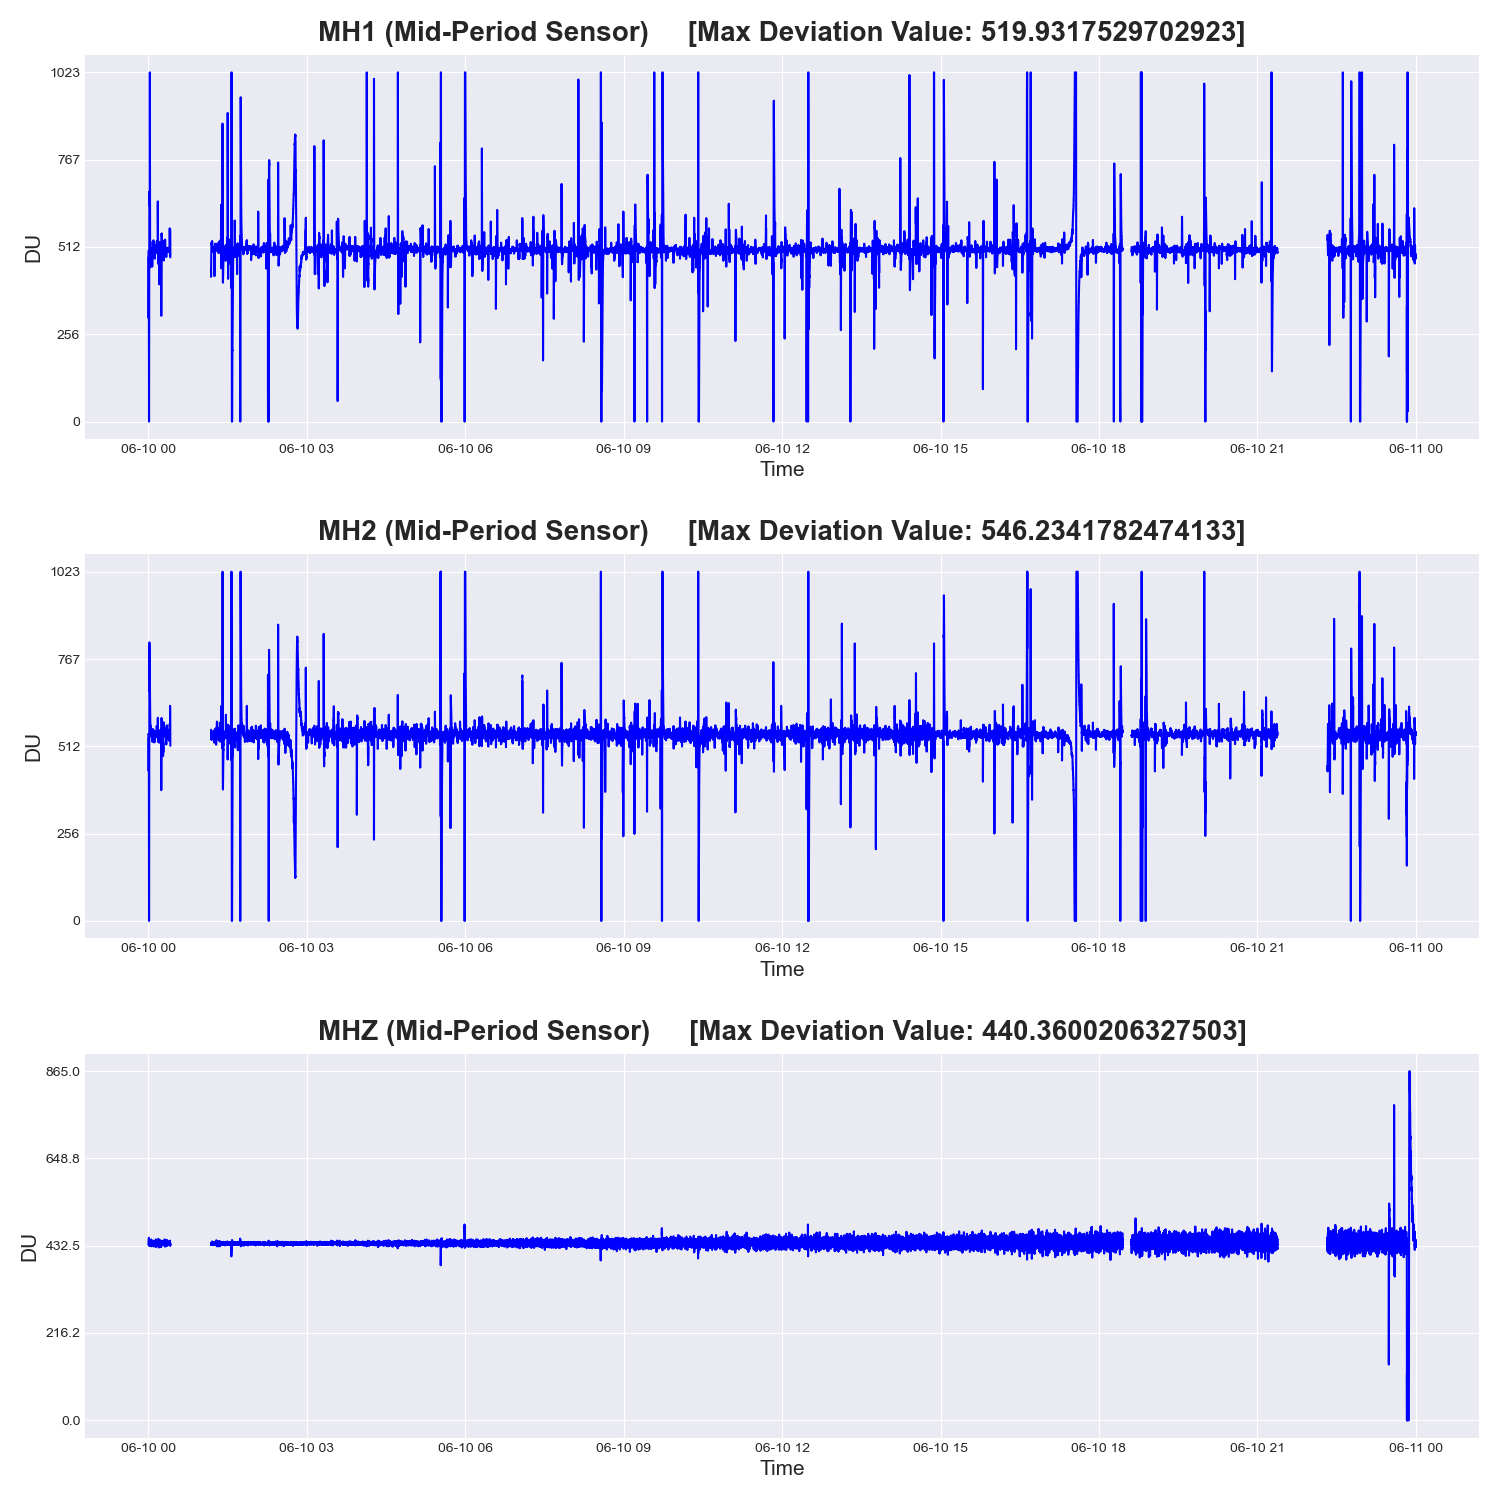 MH1 (Mid-Period Sensor) [Max Deviation Value: 519.9317529702923]
1023
767
512
256
0
DU
06-10 00 06-10 03 06-10 06 06-10 09 06-10 12 06-10 15 06-10 18 06-10 21 06-11 00
Time
MH2 (Mid-Period Sensor) [Max Deviation Value: 546.2341782474133]
1023
767
512
256
0
DU
06-10 00 06-10 03 06-10 06 06-10 09 06-10 12 06-10 15 06-10 18 06-10 21 06-11 00
Time
MHZ (Mid-Period Sensor) [Max Deviation Value: 440.3600206327503]
865.0
648.8
432.5
216.2
0.0
DU
06-10 00 06-10 03 06-10 06 06-10 09 06-10 12 06-10 15 06-10 18 06-10 21 06-11 00
Time